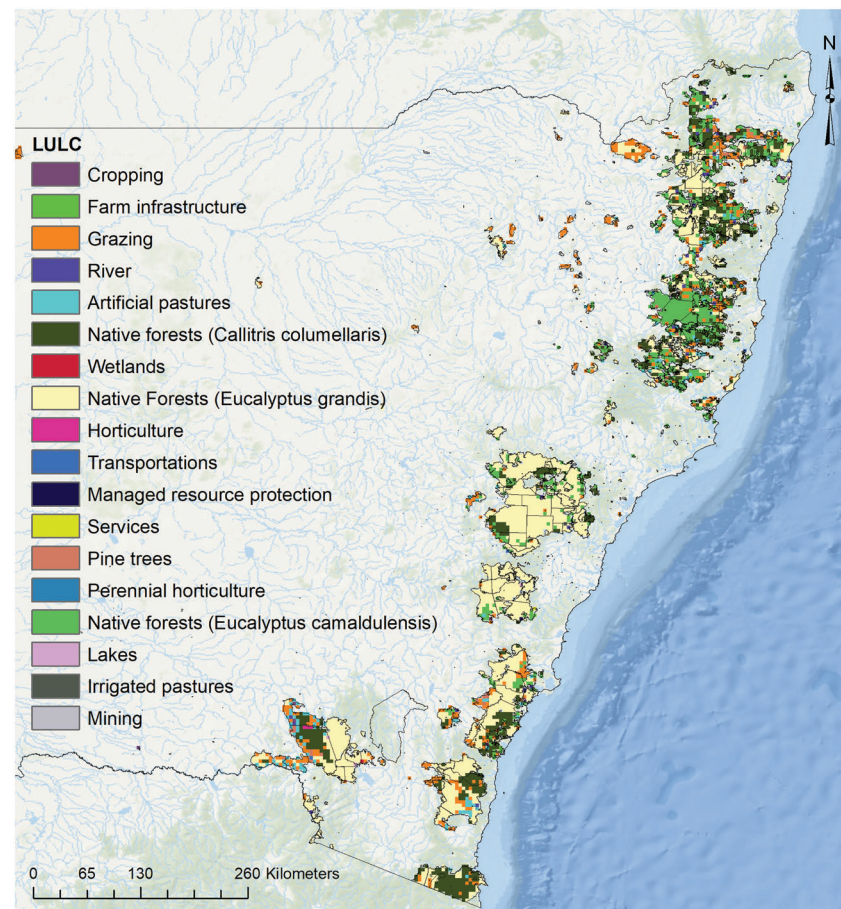 N
LULC
Cropping
Farm infrastructure
Grazing
River
Artificial pastures
Native forests (Callitris columellaris)
Wetlands
Native Forests (Eucalyptus grandis)
Horticulture
Transportations
Managed resource protection
Services
Pine trees
Perennial horticulture
Native forests (Eucalyptus camaldulensis)
Lakes
Irrigated pastures
Mining
0 65 130 260 Kilometers